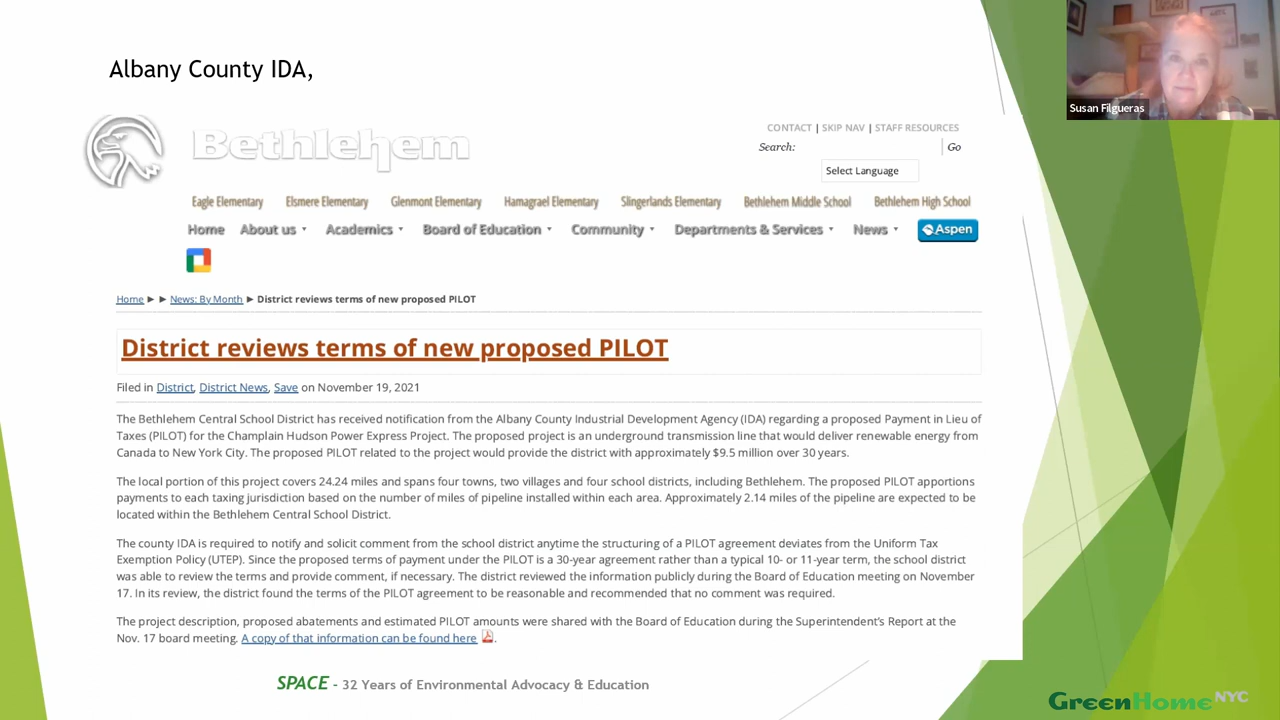 Albany County IDA,
Susan Filgueras
Bethlehem
CONTACT | SKIP NAV | STAFF RESOURCES
Search: Go
Select Language
Eagle Elementary Elsmere Elementary Glenmont Elementary Hamagrael Elementary Slingerlands Elementary Bethlehem Middle School Bethlehem High School
Home About us Academics Board of Education Community Departments & Services News Aspen
Home ► ► News: By Month ► District reviews terms of new proposed PILOT
District reviews terms of new proposed PILOT
Filed in District, District News, Save on November 19, 2021
The Bethlehem Central School District has received notification from the Albany County Industrial Development Agency (IDA) regarding a proposed Payment in Lieu of
Taxes (PILOT) for the Champlain Hudson Power Express Project. The proposed project is an underground transmission line that would deliver renewable energy from
Canada to New York City. The proposed PILOT related to the project would provide the district with approximately $9.5 million over 30 years.
The local portion of this project covers 24.24 miles and spans four towns, two villages and four school districts, including Bethlehem. The proposed PILOT apportions
payments to each taxing jurisdiction based on the number of miles of pipeline installed within each area. Approximately 2.14 miles of the pipeline are expected to be
located within the Bethlehem Central School District.
The county IDA is required to notify and solicit comment from the school district anytime the structuring of a PILOT agreement deviates from the Uniform Tax
Exemption Policy (UTEP). Since the proposed terms of payment under the PILOT is a 30-year agreement rather than a typical 10- or 11-year term, the school district
was able to review the terms and provide comment, if necessary. The district reviewed the information publicly during the Board of Education meeting on November
17. In its review, the district found the terms of the PILOT agreement to be reasonable and recommended that no comment was required.
The project description, proposed abatements and estimated PILOT amounts were shared with the Board of Education during the Superintendent's Report at the
Nov. 17 board meeting. A copy of that information can be found here.
SPACE - 32 Years of Environmental Advocacy & Education
GreenHomeNYC